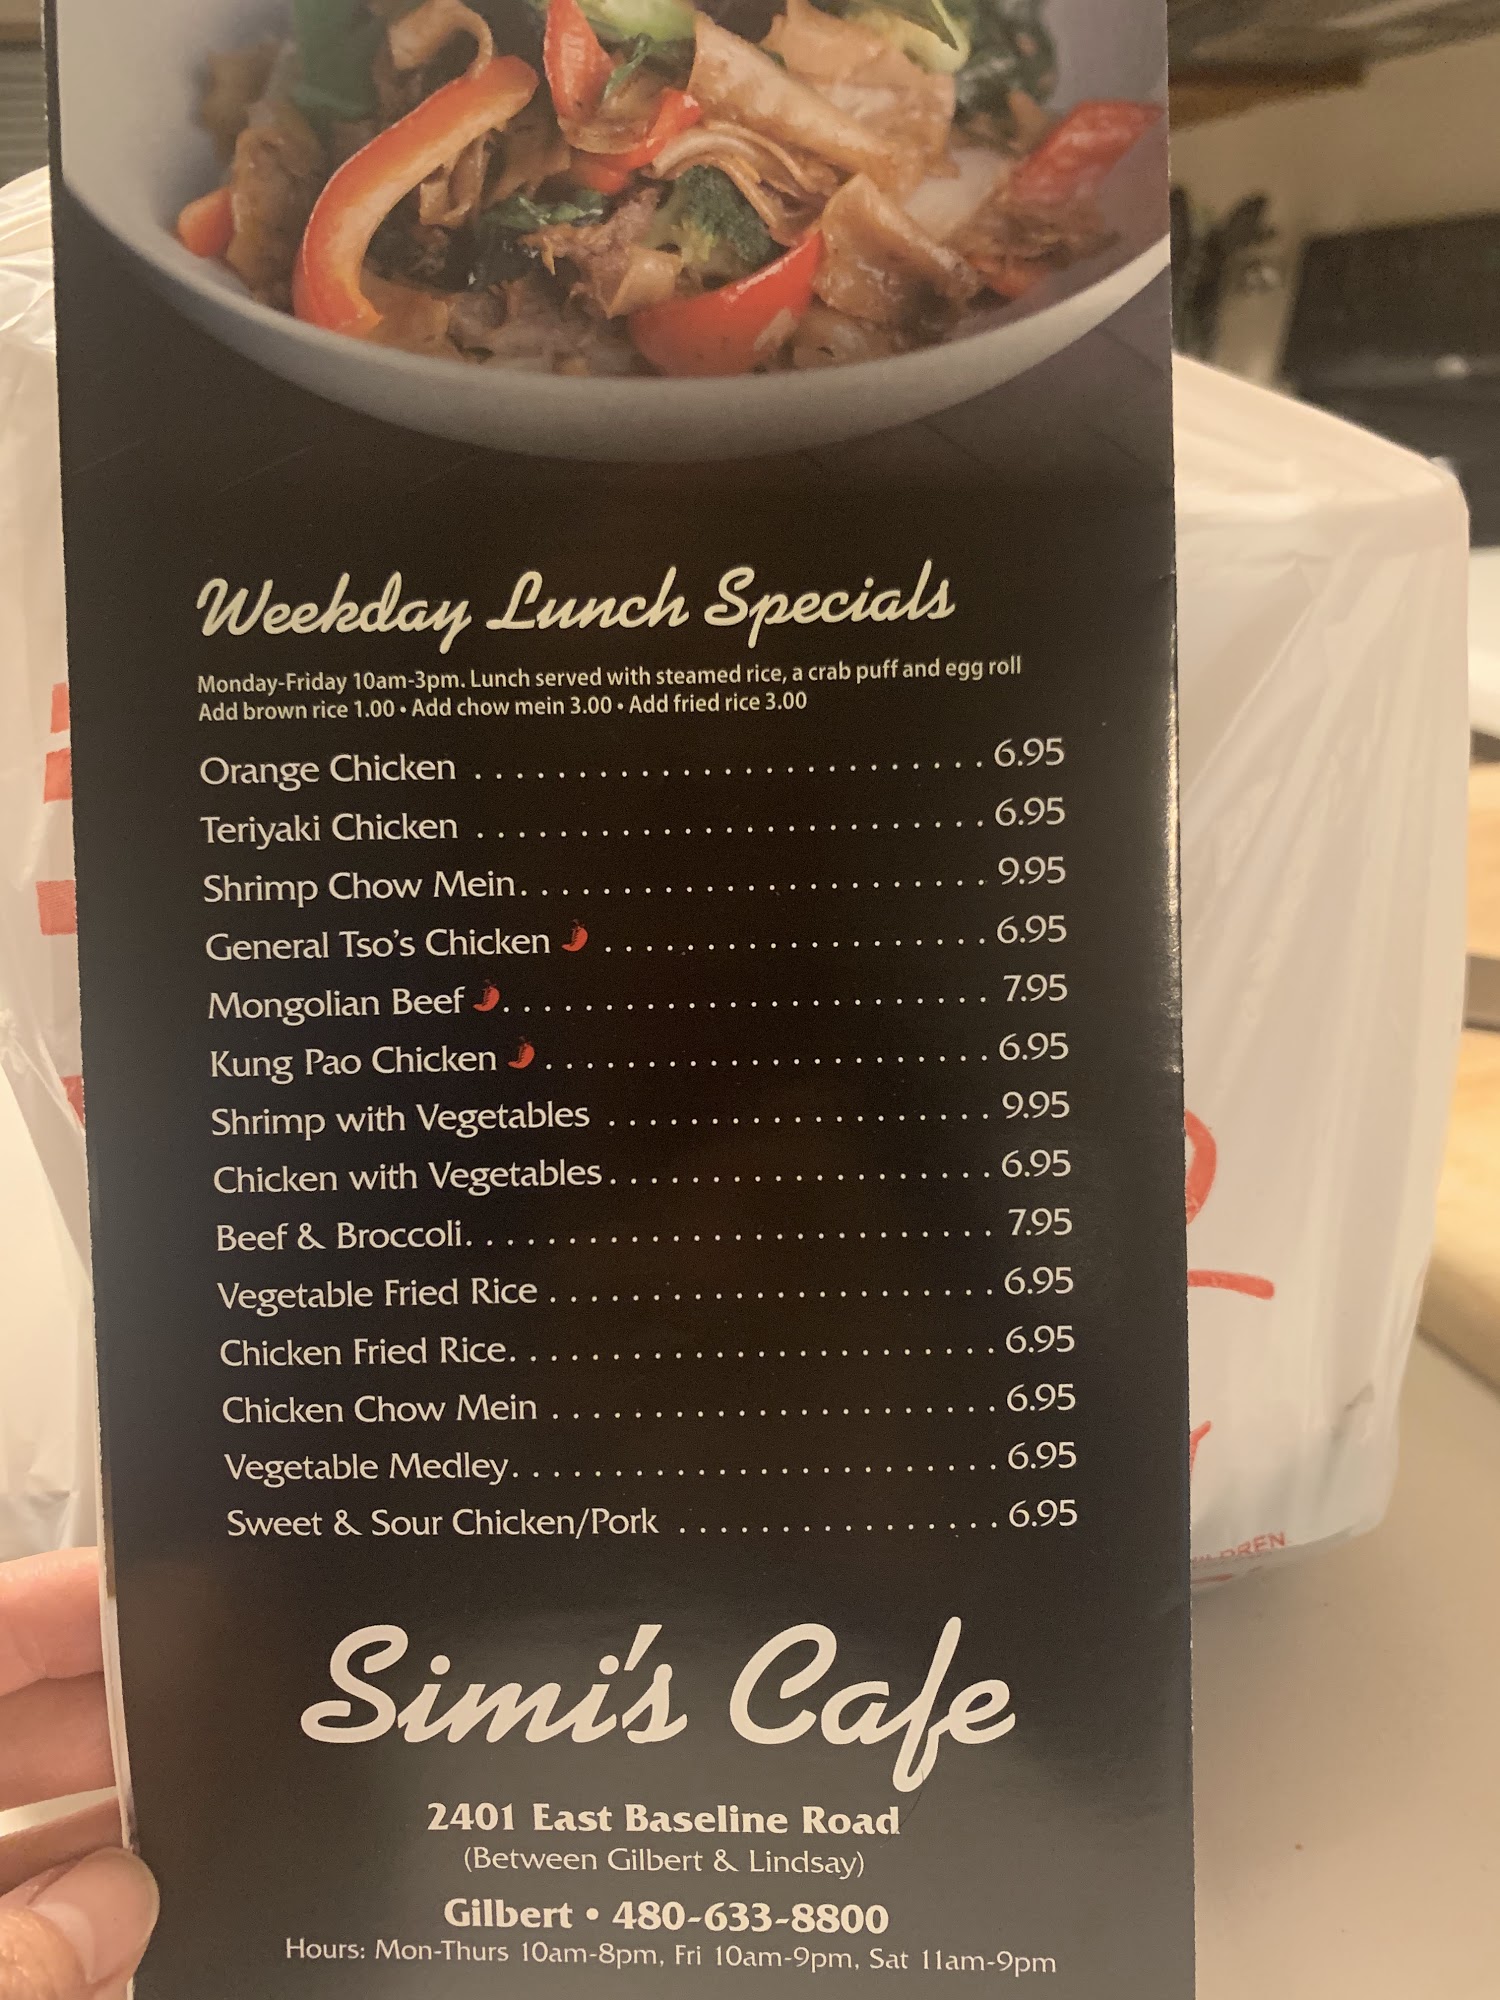 Weekday Lunch Specials
Monday-Friday 10am-3pm. Lunch served with steamed rice, a crab puff and egg roll
Add brown rice 1.00 • Add chow mein 3.00 • Add fried rice 3.00
Orange Chicken . . . . . . . . . . . . . . . . . . . . . . . . . 6.95
Teriyaki Chicken . . . . . . . . . . . . . . . . . . . . . . . . . 6.95
Shrimp Chow Mein. . . . . . . . . . . . . . . . . . . . . . . 9.95
General Tso's Chicken . . . . . . . . . . . . . . . . . . . 6.95
Mongolian Beef . . . . . . . . . . . . . . . . . . . . . . . . 7.95
Kung Pao Chicken . . . . . . . . . . . . . . . . . . . . . . 6.95
Shrimp with Vegetables . . . . . . . . . . . . . . . . . . . 9.95
Chicken with Vegetables. . . . . . . . . . . . . . . . . . . 6.95
Beef & Broccoli. . . . . . . . . . . . . . . . . . . . . . . . . . 7.95
Vegetable Fried Rice . . . . . . . . . . . . . . . . . . . . . . 6.95
Chicken Fried Rice. . . . . . . . . . . . . . . . . . . . . . . . 6.95
Chicken Chow Mein . . . . . . . . . . . . . . . . . . . . . . 6.95
Vegetable Medley. . . . . . . . . . . . . . . . . . . . . . . . 6.95
Sweet & Sour Chicken/Pork . . . . . . . . . . . . . . . . 6.95
Simi's Cafe
2401 East Baseline Road
(Between Gilbert & Lindsay)
Gilbert • 480-633-8800
Hours: Mon-Thurs 10am-8pm, Fri 10am-9pm, Sat 11am-9pm